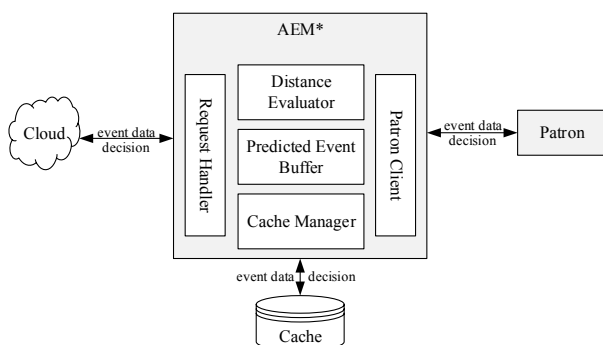 AEM*
Distance
Evaluator
Request Handler
Patron Client
Cloud
event data
decision
Predicted Event
Buffer
event data
decision
Patron
Cache Manager
event data
decision
Cache